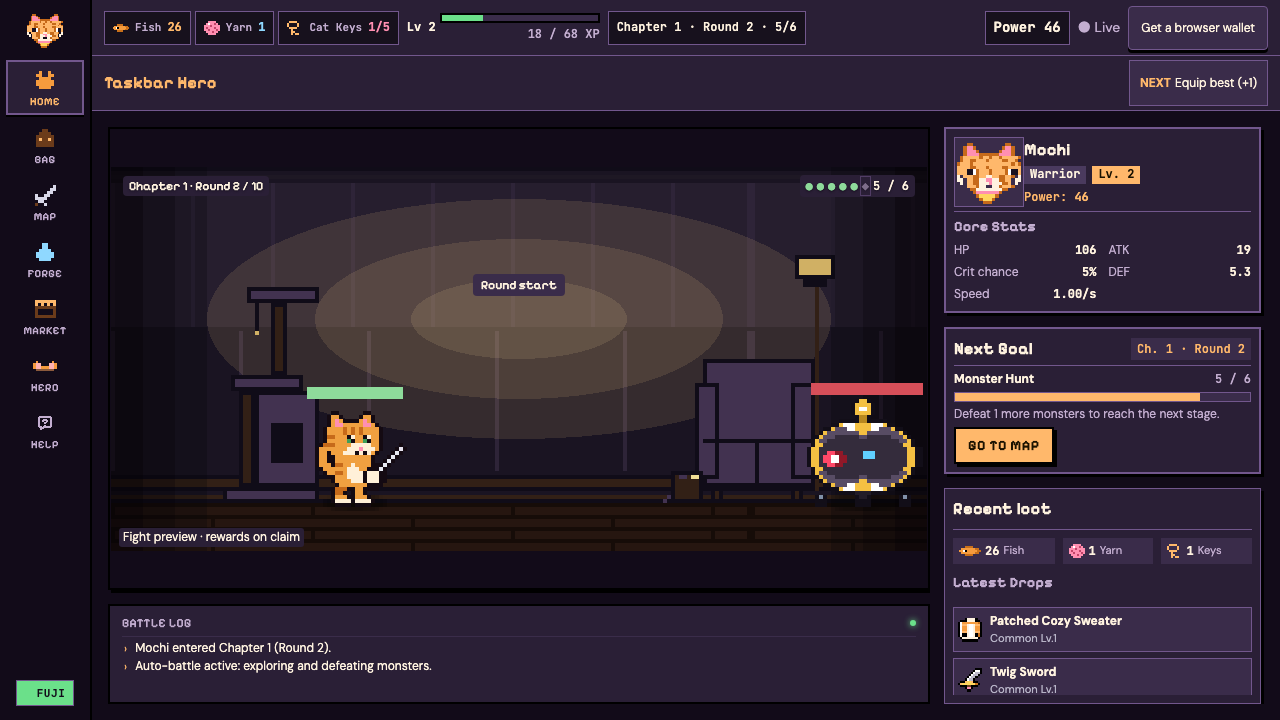 Fish 26
Yarn 1
Cat Keys 1/5
Lv 2
18 / 68 XP
Chapter 1 · Round 2 · 5/6
Power 46
Live
Get a browser wallet
HOME
BAG
MAP
FORGE
MARKET
HERO
HELP
FUJI
Taskbar Hero
NEXT Equip best (+1)
Chapter 1 · Round 2 / 10
5 / 6
Round start
Fight preview · rewards on claim
BATTLE LOG
› Mochi entered Chapter 1 (Round 2).
› Auto-battle active: exploring and defeating monsters.
Mochi
Warrior Lv. 2
Power: 46
Core Stats
HP 106 ATK 19
Crit chance 5% DEF 5.3
Speed 1.00/s
Next Goal
Ch. 1 · Round 2
Monster Hunt 5 / 6
Defeat 1 more monsters to reach the next stage.
GO TO MAP
Recent loot
26 Fish
1 Yarn
1 Keys
Latest Drops
Patched Cozy Sweater
Common Lv.1
Twig Sword
Common Lv.1